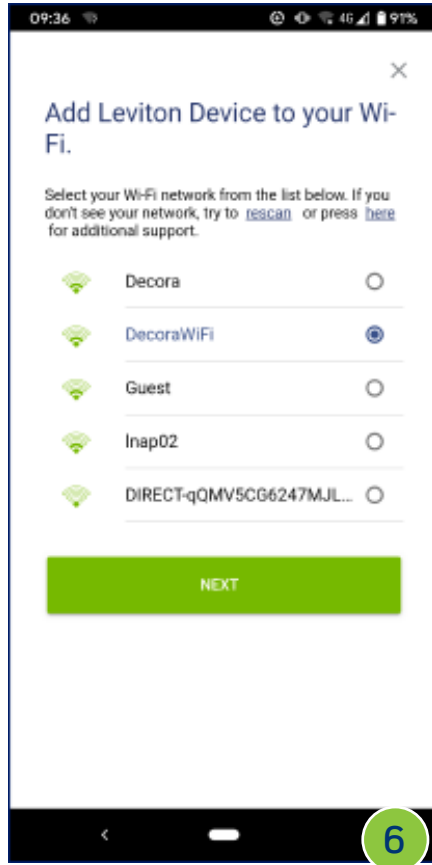 09:36 4G 91%
Add Leviton Device to your Wi-
Fi.
Select your Wi-Fi network from the list below. If you
don't see your network, try to rescan or press here
for additional support.
Decora
DecoraWiFi
Guest
lnap02
DIRECT-qQMV5CG6247MJL...
NEXT
6